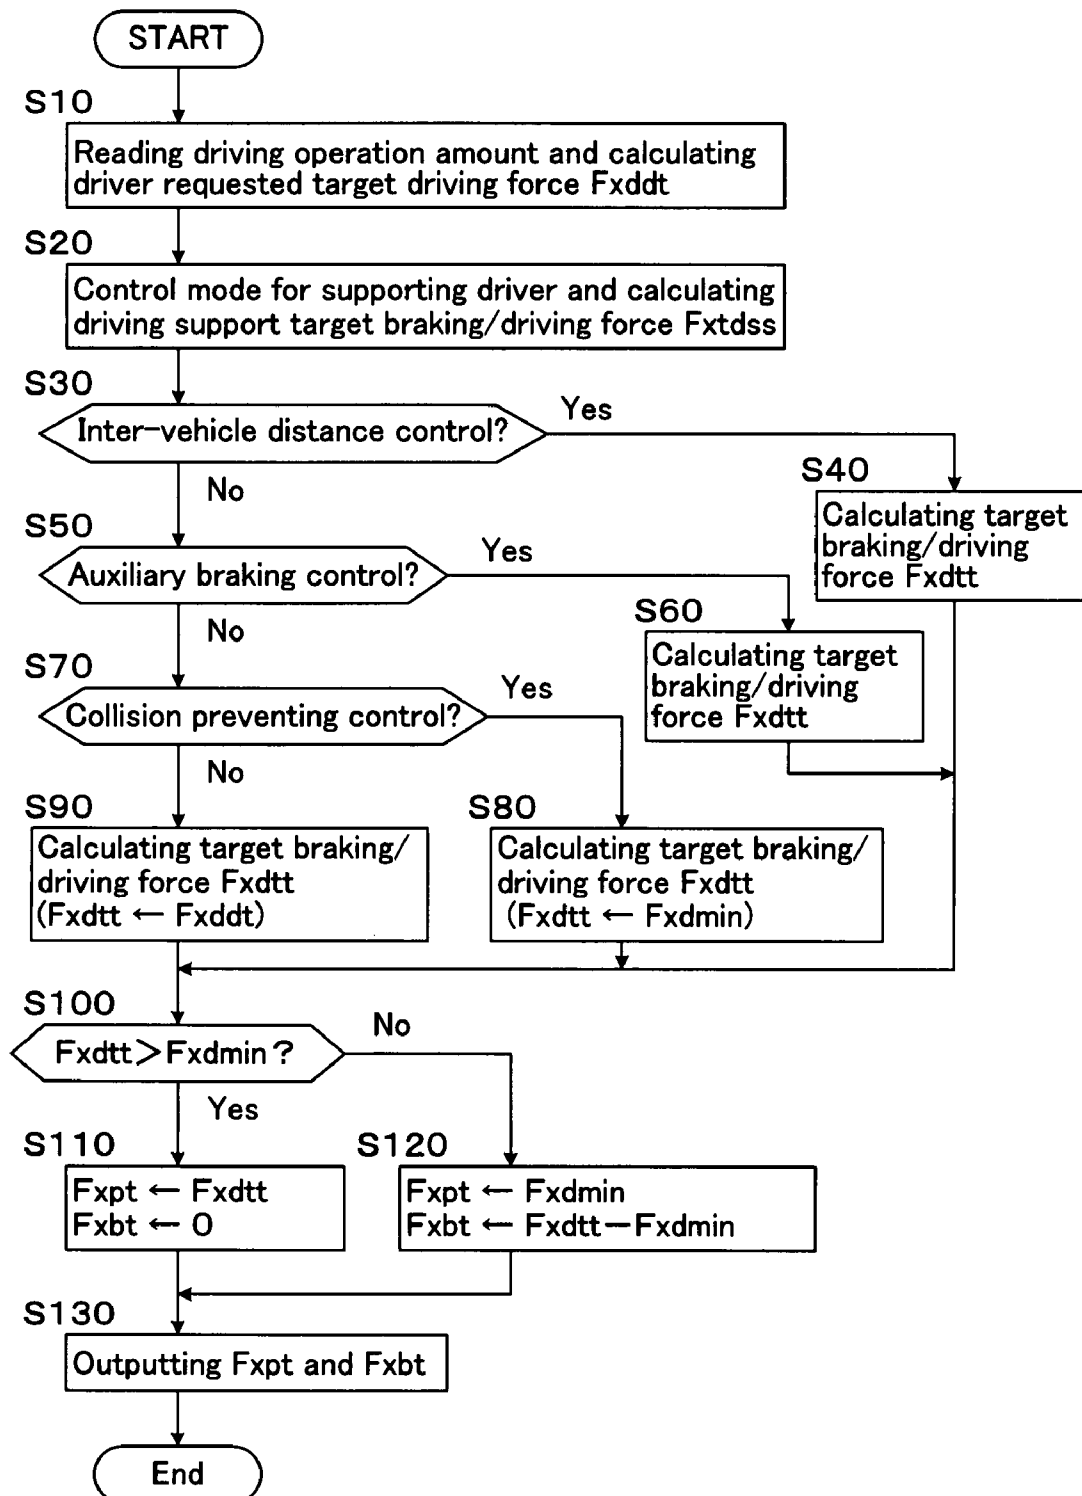 START
S10
Reading driving operation amount and calculating
driver requested target driving force Fxddt
S20
Control mode for supporting driver and calculating
driving support target braking/driving force Fxtdss
S30
Inter-vehicle distance control?
Yes
No
S40
Calculating target
braking/driving
force Fxdtt
S50
Auxiliary braking control?
Yes
No
S60
Calculating target
braking/driving
force Fxdtt
S70
Collision preventing control?
Yes
No
S90
Calculating target braking/
driving force Fxdtt
(Fxdtt ← Fxddt)
S80
Calculating target braking/
driving force Fxdtt
(Fxdtt ← Fxdmin)
S100
Fxdtt>Fxdmin?
No
Yes
S110
Fxpt ← Fxdtt
Fxbt ← 0
S120
Fxpt ← Fxdmin
Fxbt ← Fxdtt−Fxdmin
S130
Outputting Fxpt and Fxbt
End